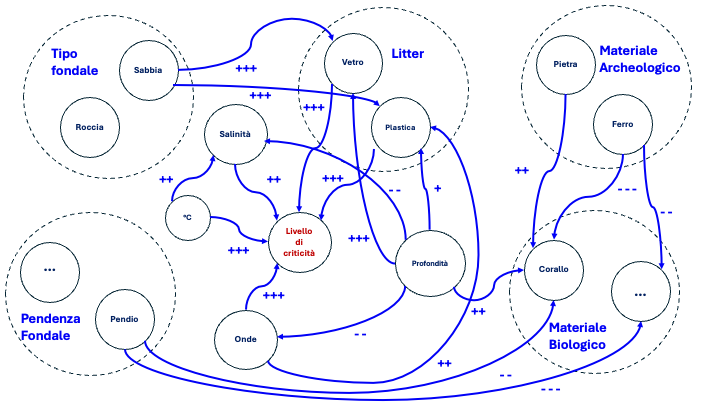 Tipo
fondale
Sabbia
Roccia
+++
+++
Vetro
Litter
+++
Plastica
Pietra
Materiale
Archeologico
Ferro
Salinità
++
++
+++
- -
+
++
- - -
- -
°C
+++
Livello
di
criticità
+++
Profondità
Corallo
...
...
Pendenza
Fondale
Pendio
+++
Onde
- -
++
++
Materiale
Biologico
- -
- - -